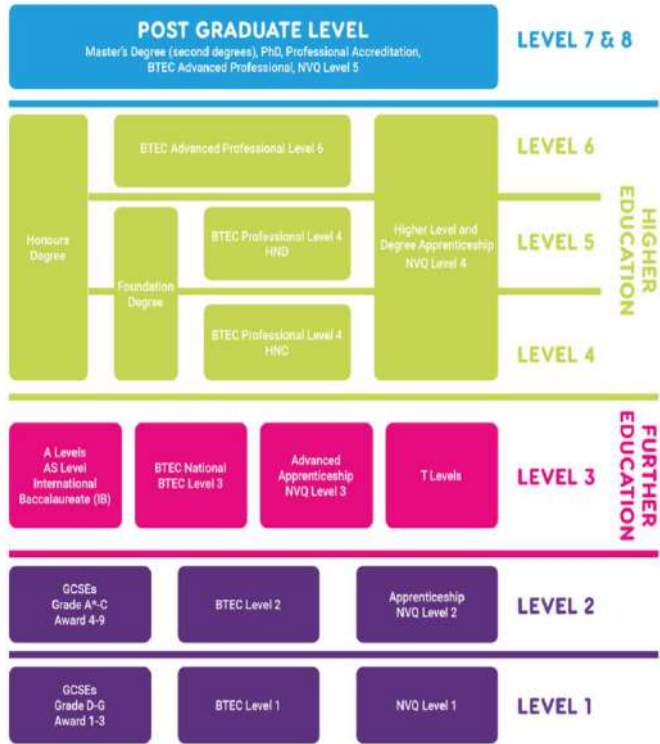 POST GRADUATE LEVEL
Master's Degree (second degrees), PhD, Professional Accreditation,
BTEC Advanced Professional, NVQ Level 5
LEVEL 7 & 8
Honours
Degree
BTEC Advanced Professional Level 6
LEVEL 6
Foundation
Degree
BTEC Professional Level 4
HND
Higher Level and
Degree Apprenticeship
NVQ Level 4
LEVEL 5
BTEC Professional Level 4
HNC
LEVEL 4
HIGHER
EDUCATION
A Levels
AS Level
International
Baccalaureate (IB)
BTEC National
BTEC Level 3
Advanced
Apprenticeship
NVQ Level 3
T Levels
LEVEL 3
FURTHER
EDUCATION
GCSEs
Grade A*-C
Award 4-9
BTEC Level 2
Apprenticeship
NVQ Level 2
LEVEL 2
GCSEs
Grade D-G
Award 1-3
BTEC Level 1
NVQ Level 1
LEVEL 1